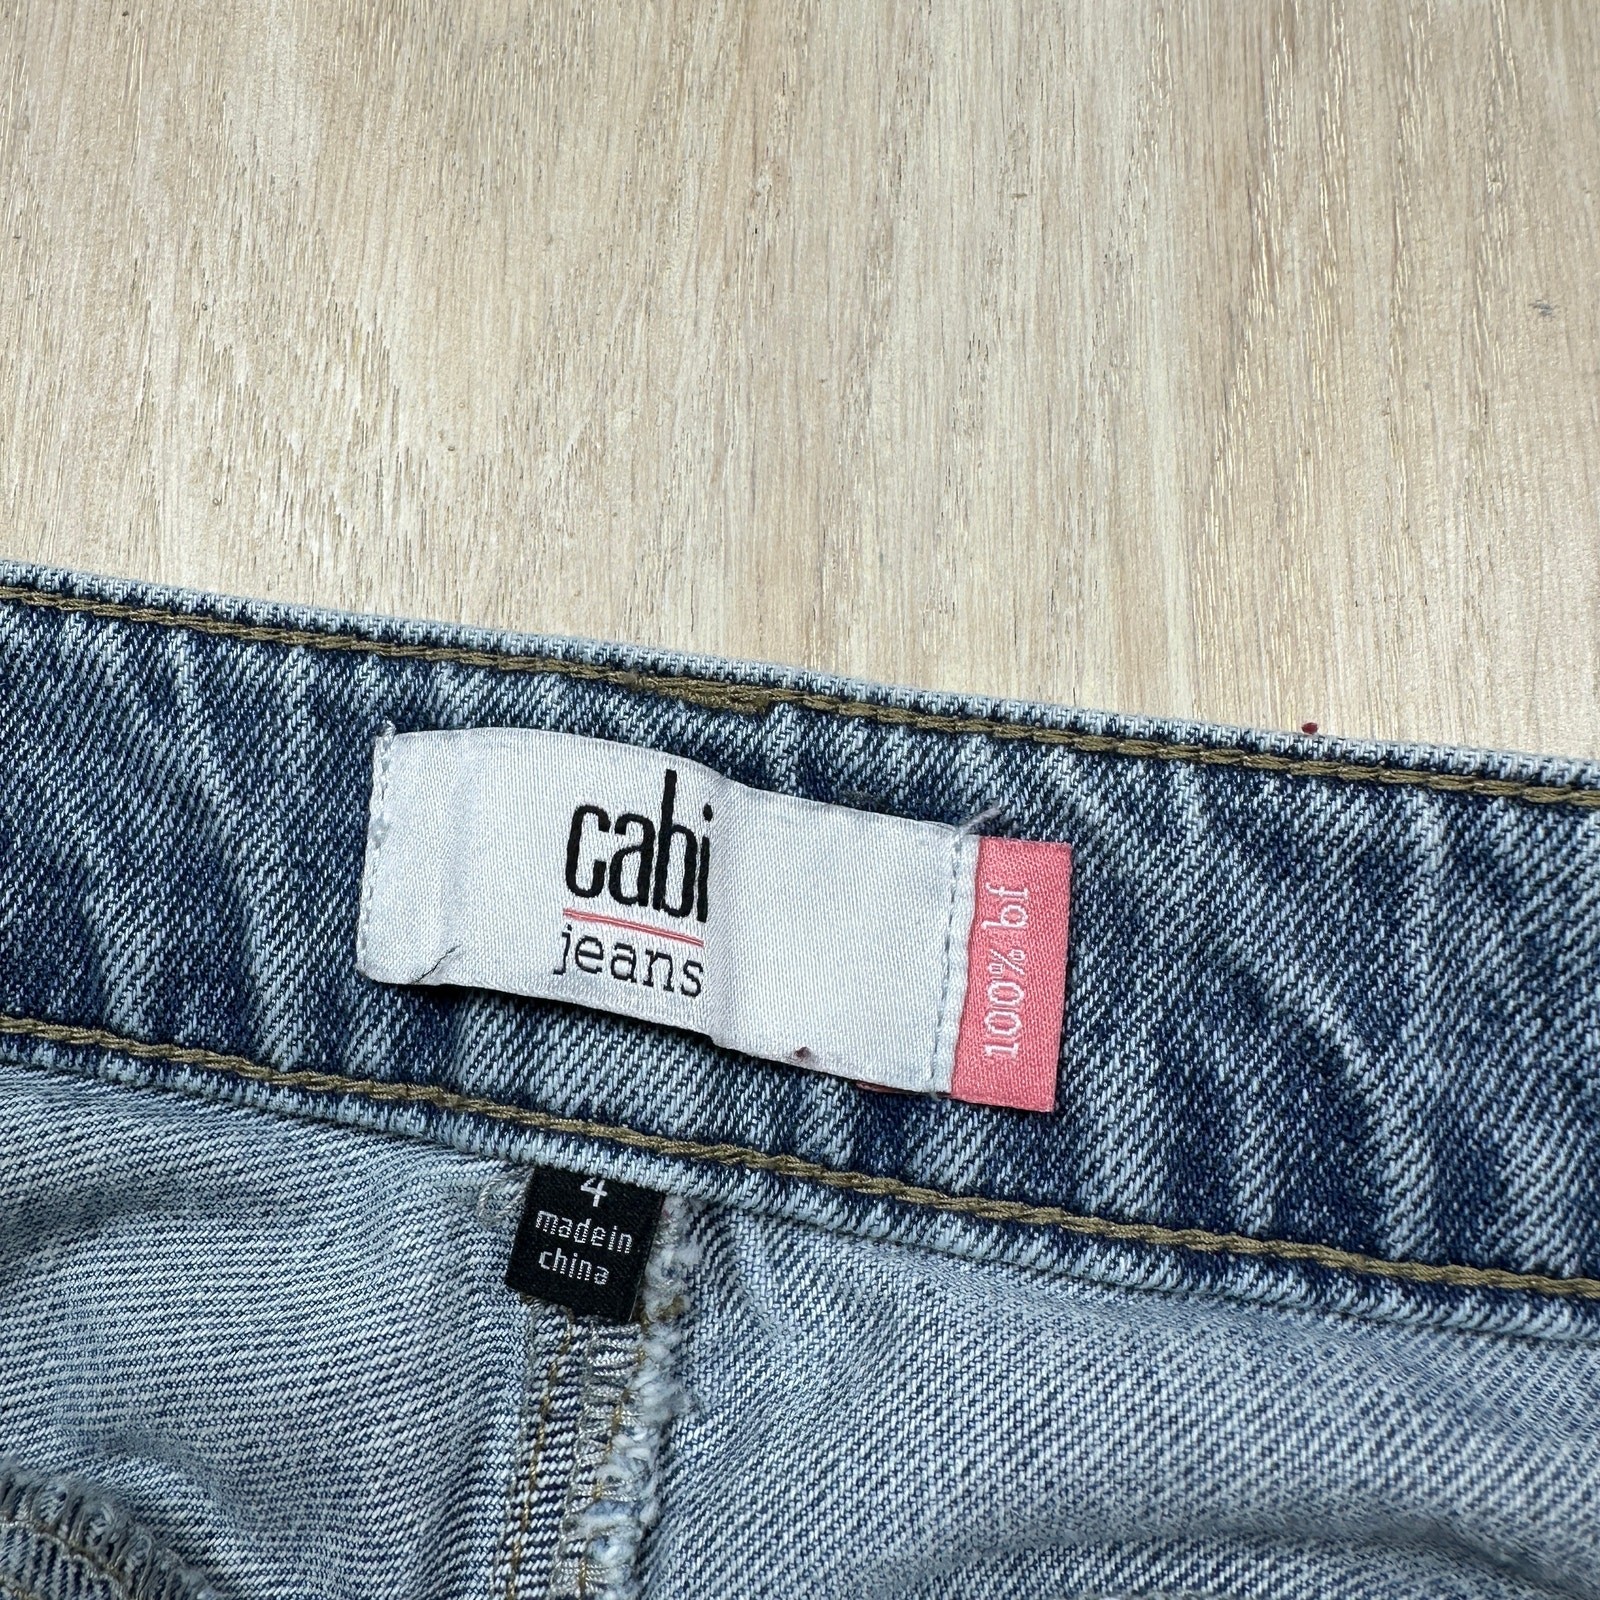 cabi
jeans
100% bf
4
made in
china